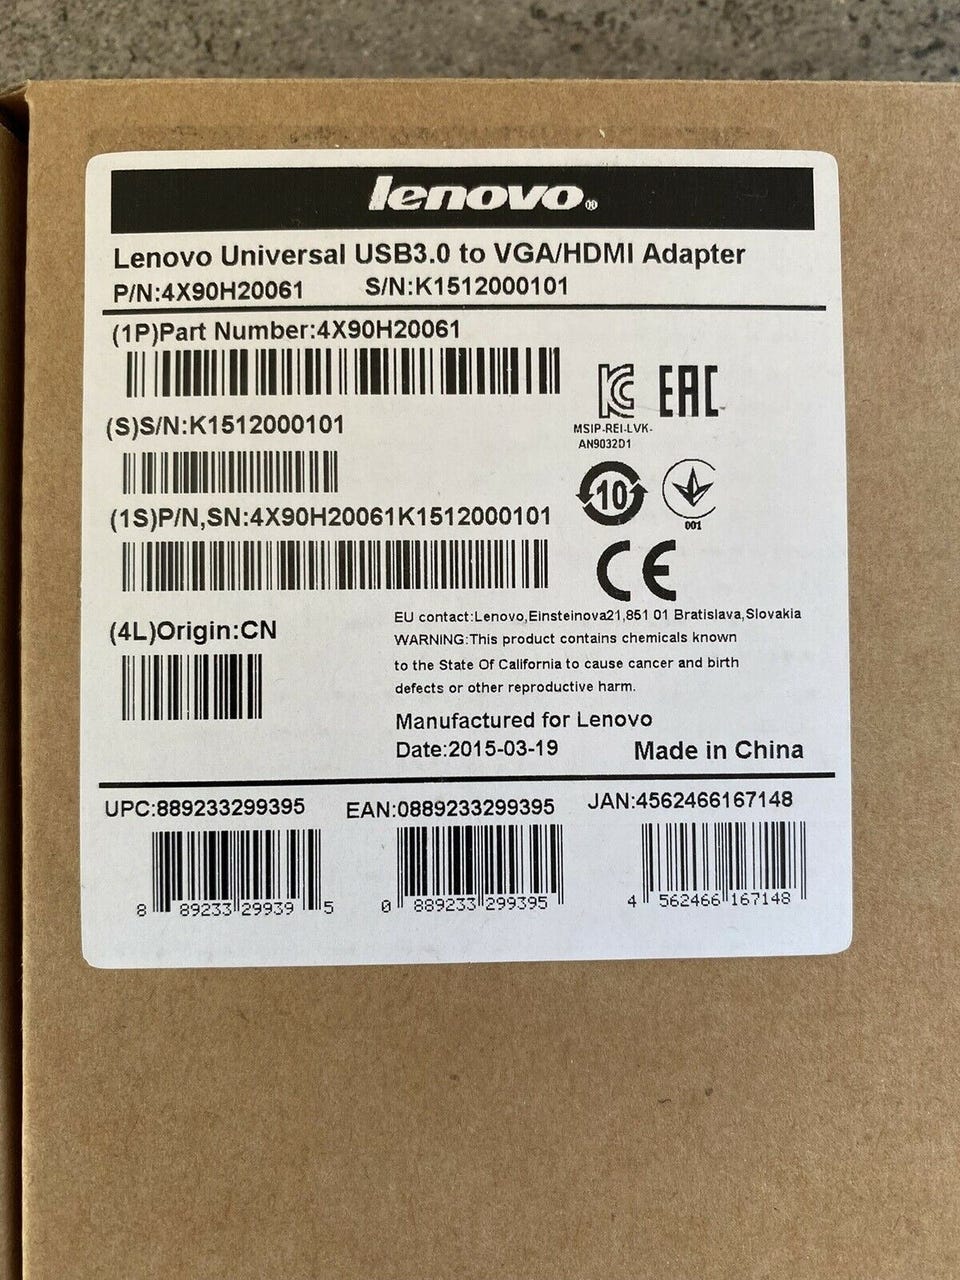 lenovo®
Lenovo Universal USB3.0 to VGA/HDMI Adapter
P/N:4X90H20061 S/N:K1512000101
(1P)Part Number:4X90H20061
(S)S/N:K1512000101
(1S)P/N,SN:4X90H20061K1512000101
(4L)Origin:CN
KC EAC
MSIP-REI-LVK-
AN9032D1
10
001
CE
EU contact:Lenovo,Einsteinova21,851 01 Bratislava,Slovakia
WARNING:This product contains chemicals known
to the State Of California to cause cancer and birth
defects or other reproductive harm.
Manufactured for Lenovo
Date:2015-03-19 Made in China
UPC:889233299395 EAN:0889233299395 JAN:4562466167148
8 89233 29939 5 0 889233 299395 4 562466 167148